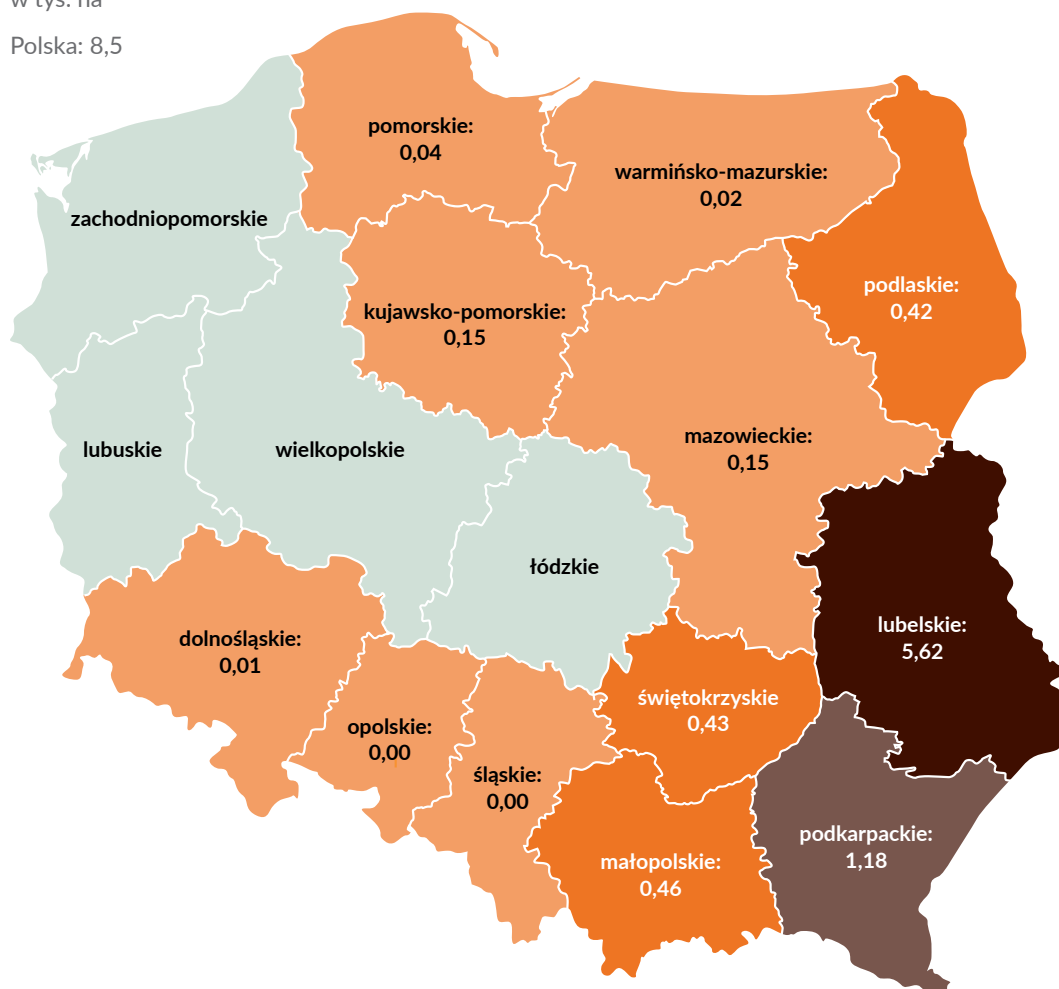 w tys. ha
Polska: 8,5
pomorskie:
0,04
warmińsko-mazurskie:
0,02
zachodniopomorskie
podlaskie:
0,42
kujawsko-pomorskie:
0,15
mazowieckie:
0,15
lubuskie
wielkopolskie
łódzkie
lubelskie:
5,62
dolnośląskie:
0,01
świętokrzyskie
0,43
opolskie:
0,00
śląskie:
0,00
podkarpackie:
1,18
małopolskie:
0,46